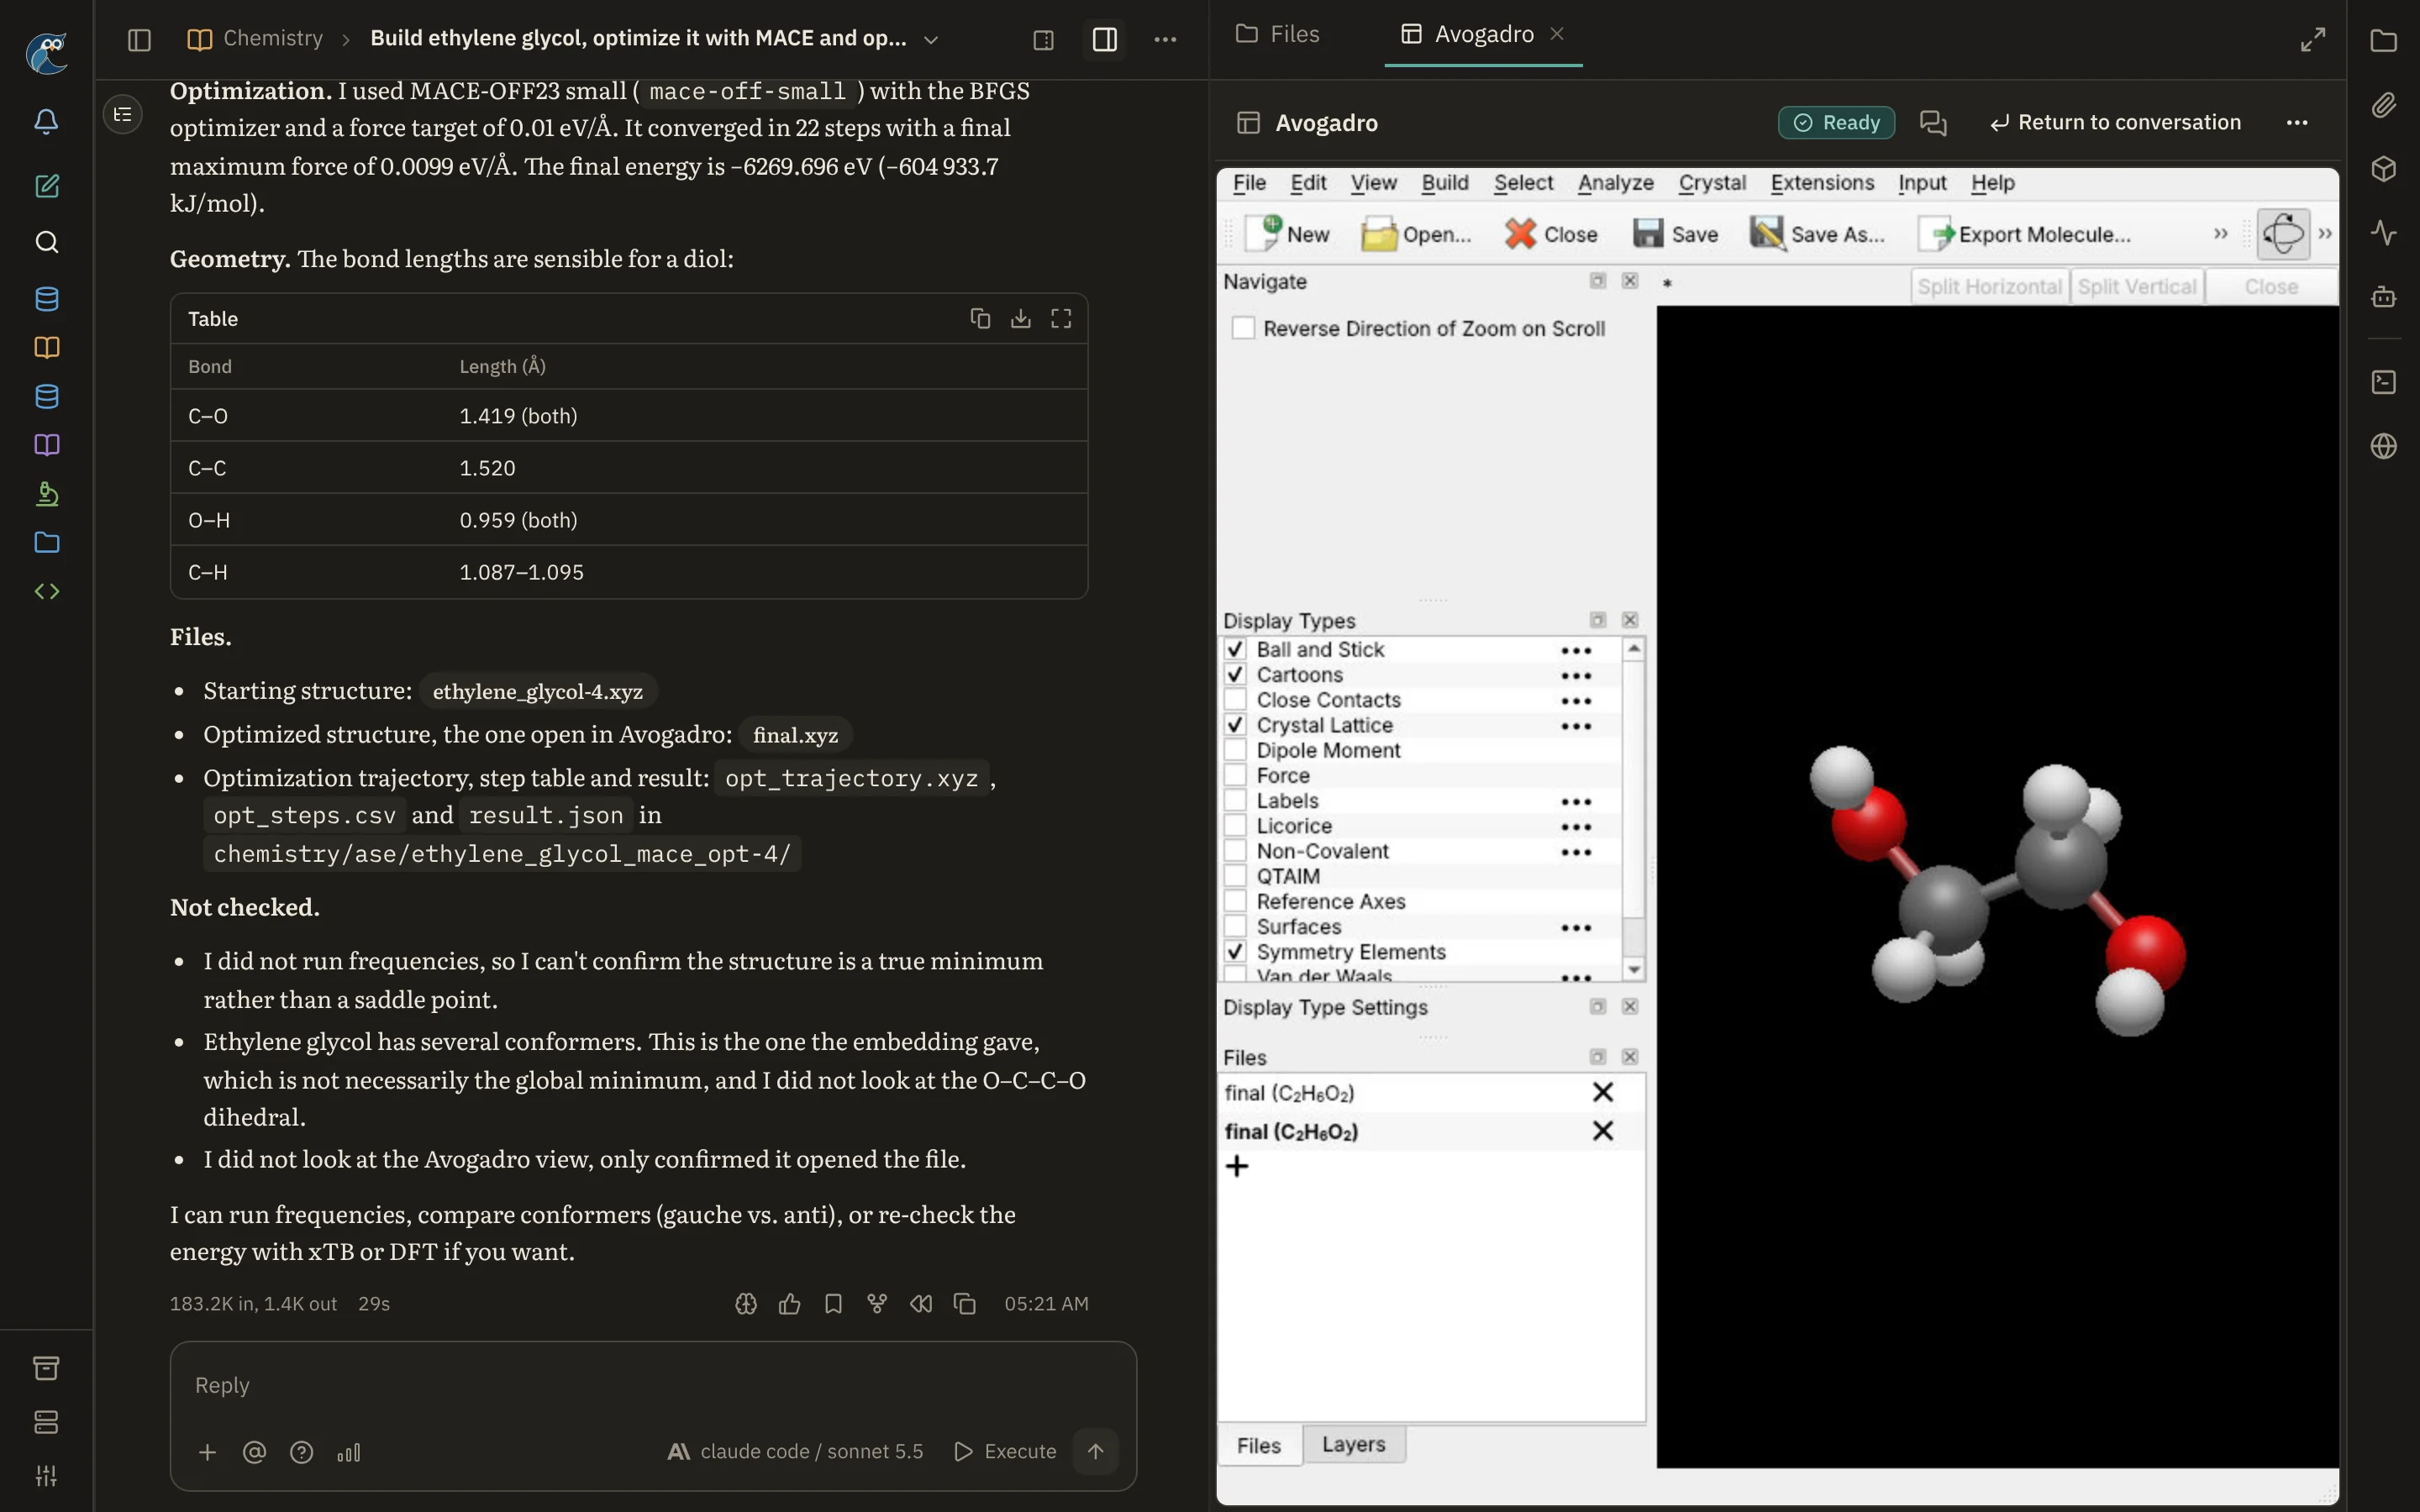 Chemistry
Build ethylene glycol, optimize it with MACE and op...
Optimization. I used MACE-OFF23 small ( mace-off-small ) with the BFGS
optimizer and a force target of 0.01 eV/Å. It converged in 22 steps with a final
maximum force of 0.0099 eV/Å. The final energy is −6269.696 eV (−604 933.7
kJ/mol).
Geometry. The bond lengths are sensible for a diol:
Table
Bond Length (Å)
C–O 1.419 (both)
C–C 1.520
O–H 0.959 (both)
C–H 1.087–1.095
Files.
Starting structure: ethylene_glycol-4.xyz
Optimized structure, the one open in Avogadro: final.xyz
Optimization trajectory, step table and result: opt_trajectory.xyz ,
opt_steps.csv and result.json in
chemistry/ase/ethylene_glycol_mace_opt-4/
Not checked.
I did not run frequencies, so I can't confirm the structure is a true minimum
rather than a saddle point.
Ethylene glycol has several conformers. This is the one the embedding gave,
which is not necessarily the global minimum, and I did not look at the O–C–C–O
dihedral.
I did not look at the Avogadro view, only confirmed it opened the file.
I can run frequencies, compare conformers (gauche vs. anti), or re-check the
energy with xTB or DFT if you want.
183.2K in, 1.4K out 29s
05:21 AM
Reply
claude code / sonnet 5.5
Execute
Files
Avogadro
Avogadro
Ready
Return to conversation
File Edit View Build Select Analyze Crystal Extensions Input Help
New Open... Close Save Save As... Export Molecule...
Navigate
*
Split Horizontal Split Vertical Close
Reverse Direction of Zoom on Scroll
Display Types
Ball and Stick
Cartoons
Close Contacts
Crystal Lattice
Dipole Moment
Force
Labels
Licorice
Non-Covalent
QTAIM
Reference Axes
Surfaces
Symmetry Elements
Van der Waals
Display Type Settings
Files
final (C₂H₆O₂)
final (C₂H₆O₂)
Files Layers